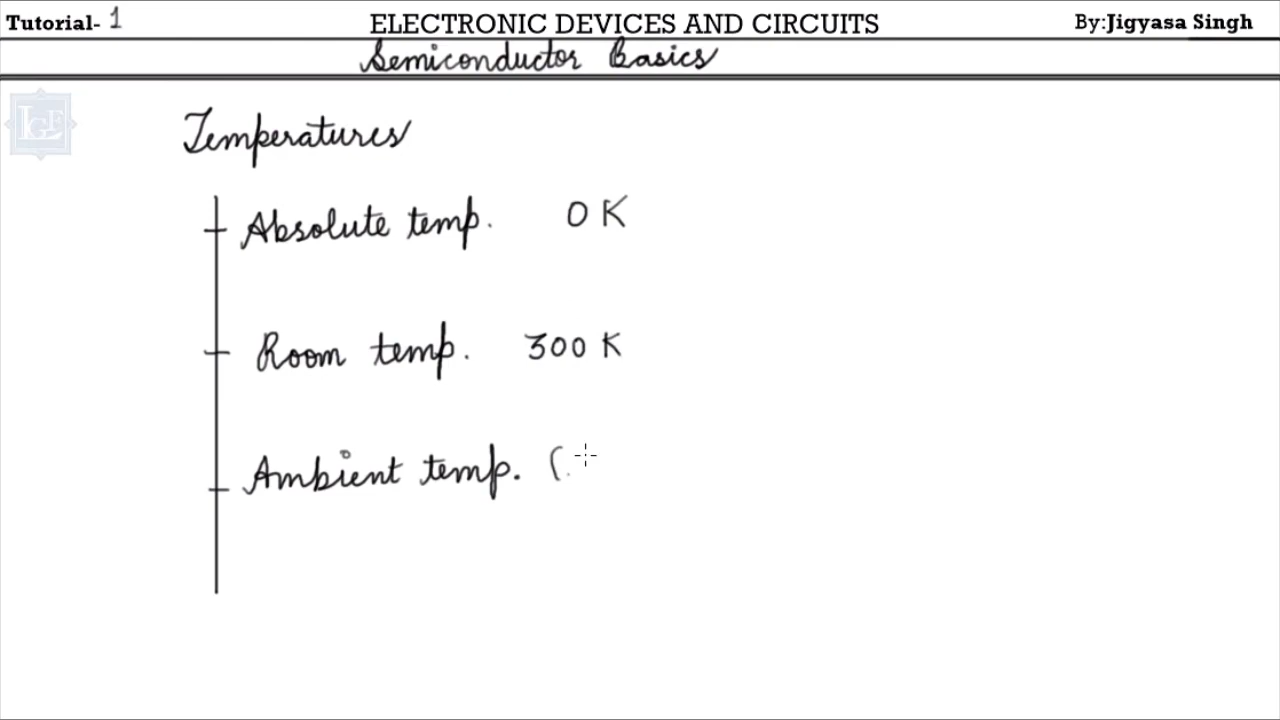 Tutorial- 1 ELECTRONIC DEVICES AND CIRCUITS By:Jigyasa Singh
Semiconductor Basics
Temperatures
Absolute temp. 0 K
Room temp. 300 K
Ambient temp. (